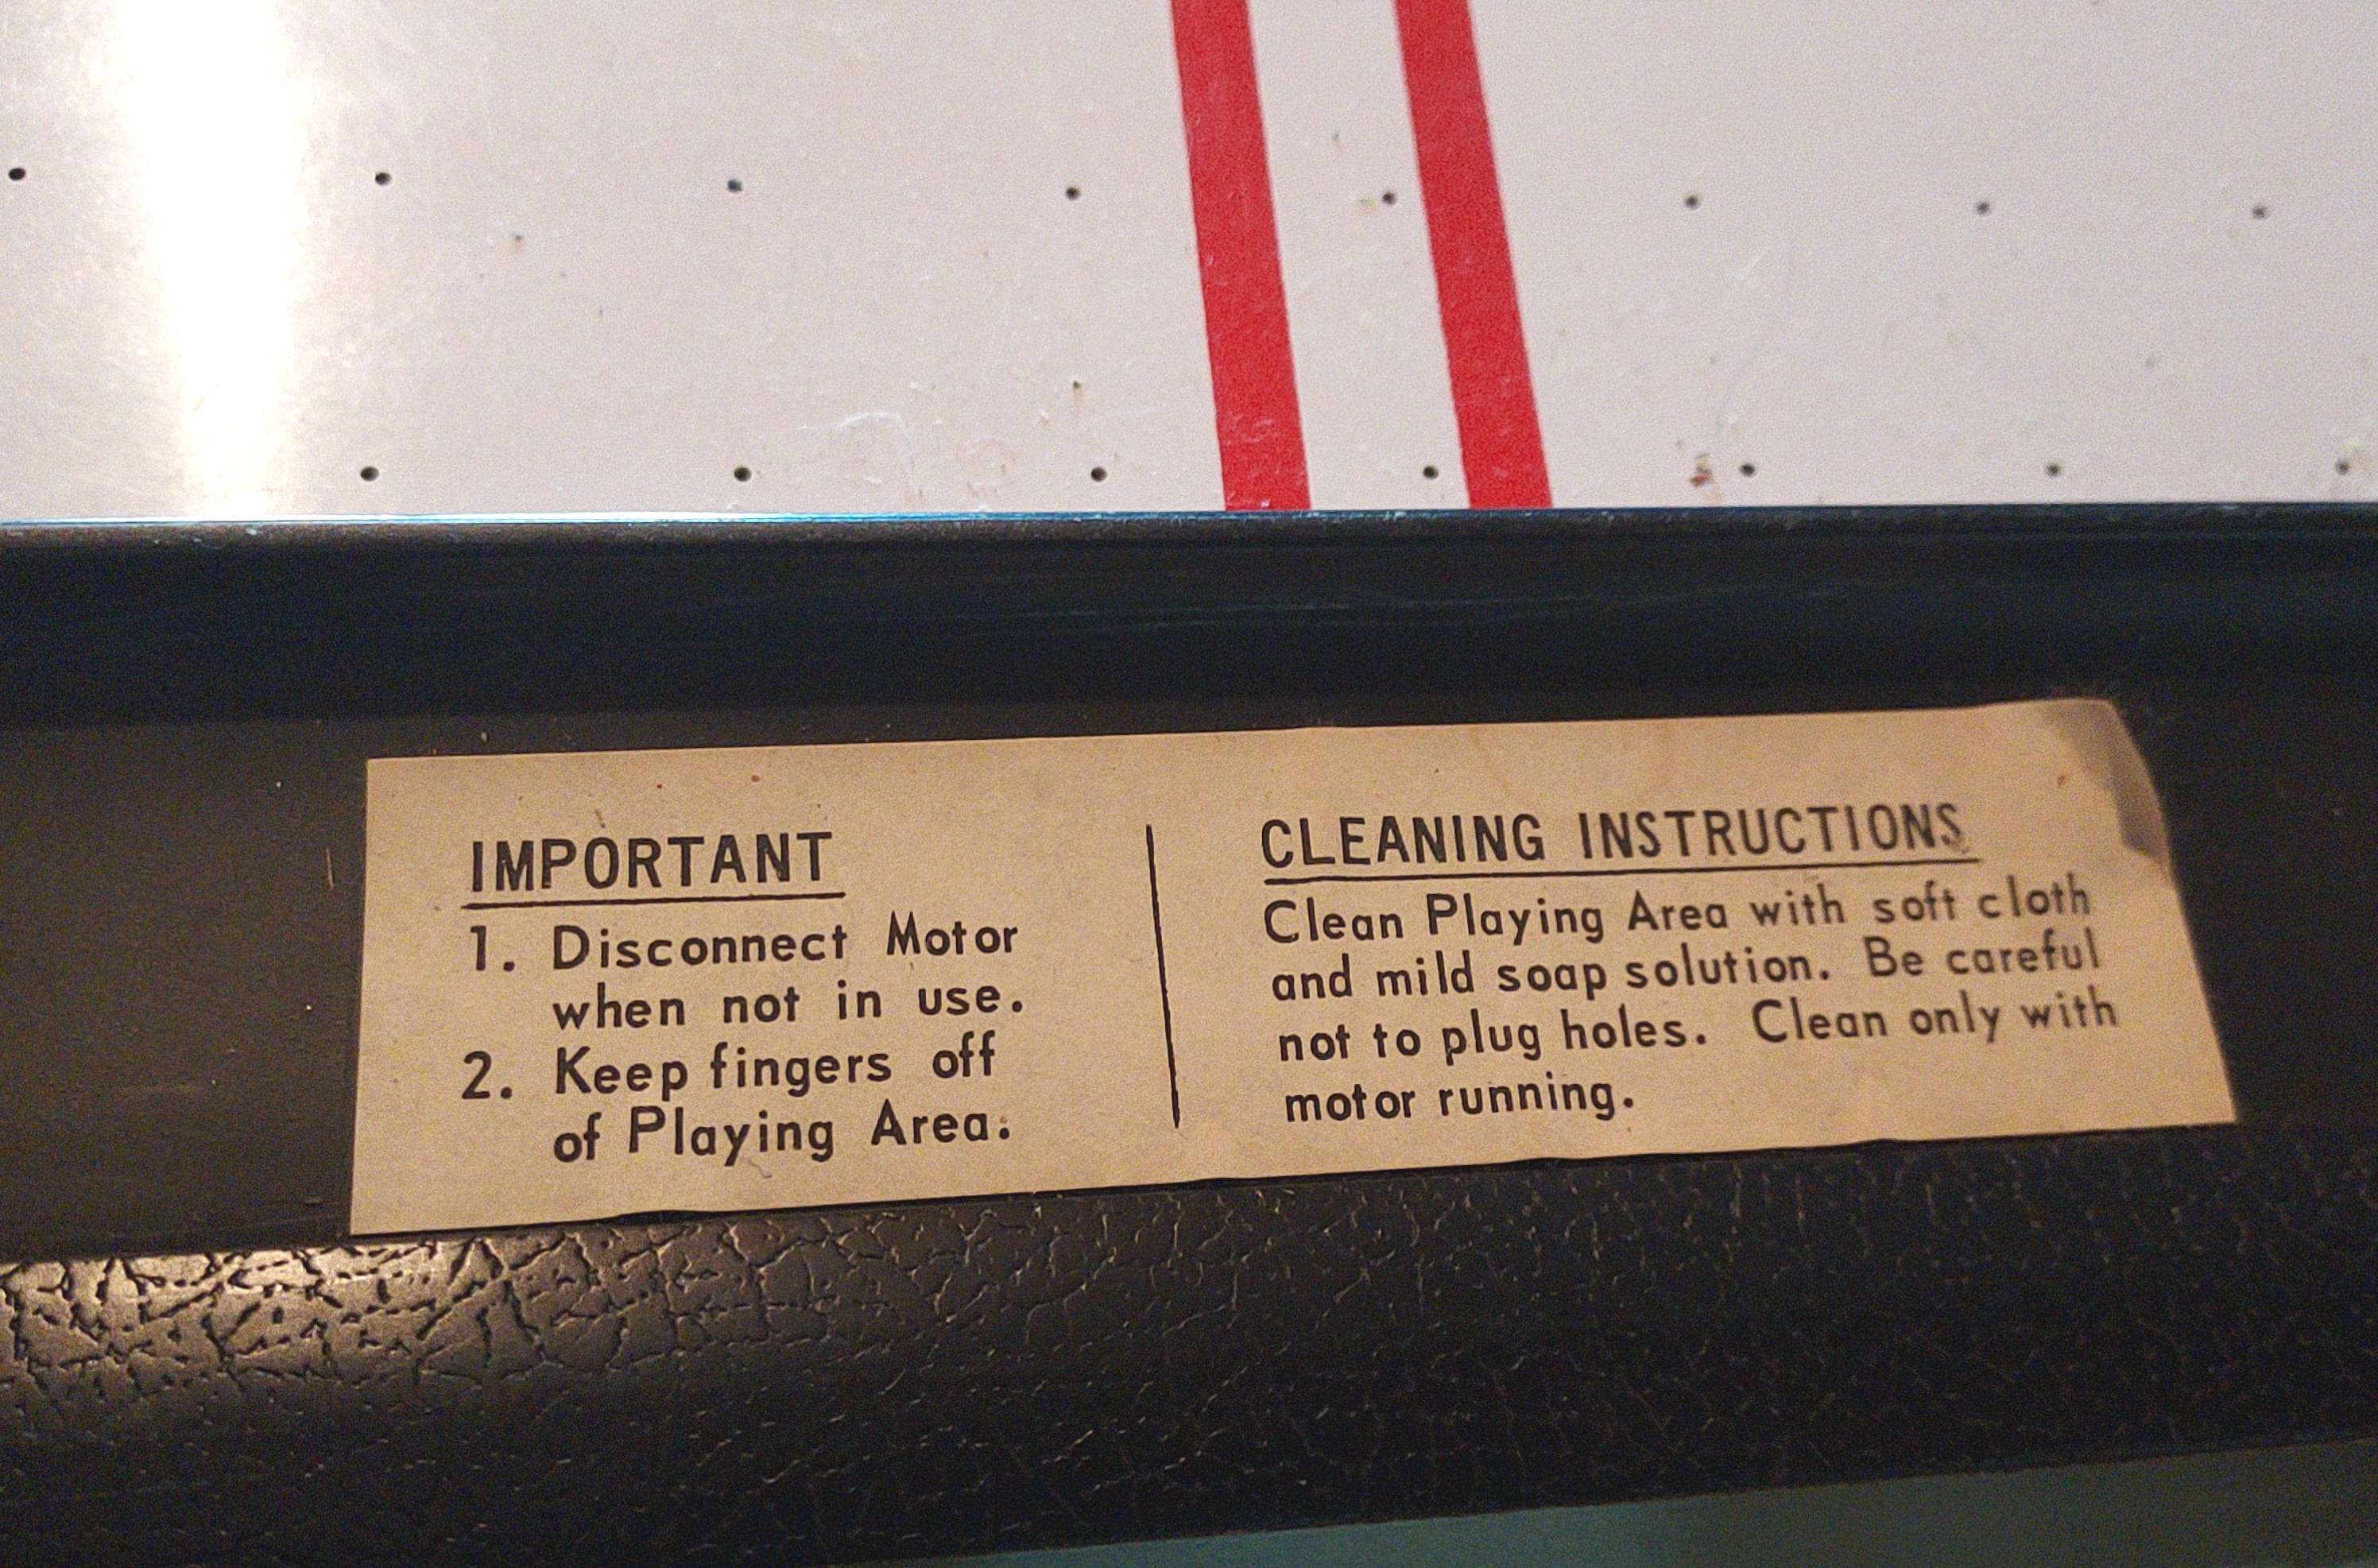 IMPORTANT
1. Disconnect Motor
when not in use.
2. Keep fingers off
of Playing Area.
CLEANING INSTRUCTIONS
Clean Playing Area with soft cloth
and mild soap solution. Be careful
not to plug holes. Clean only with
motor running.